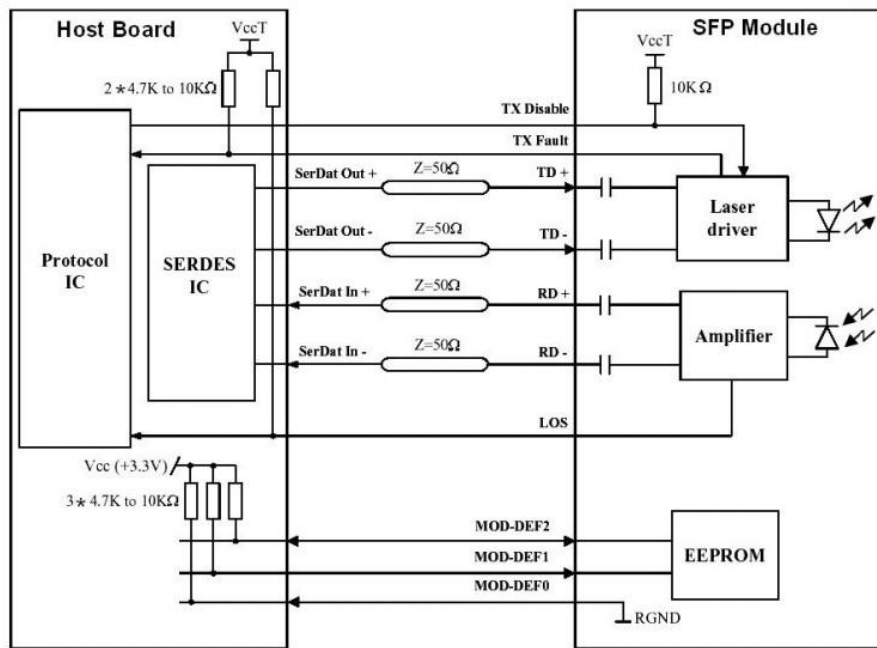 Host Board
SFP Module
VccT
VccT
2*4.7K to 10KΩ
10KΩ
TX Disable
TX Fault
SerDat Out +
Z=50Ω
TD +
SerDat Out -
Z=50Ω
TD -
Laser
driver
Protocol
IC
SERDES
IC
SerDat In +
Z=50Ω
RD +
SerDat In -
Z=50Ω
RD -
Amplifier
LOS
Vcc (+3.3V)
3*4.7K to 10KΩ
MOD-DEF2
MOD-DEF1
MOD-DEF0
EEPROM
RGND